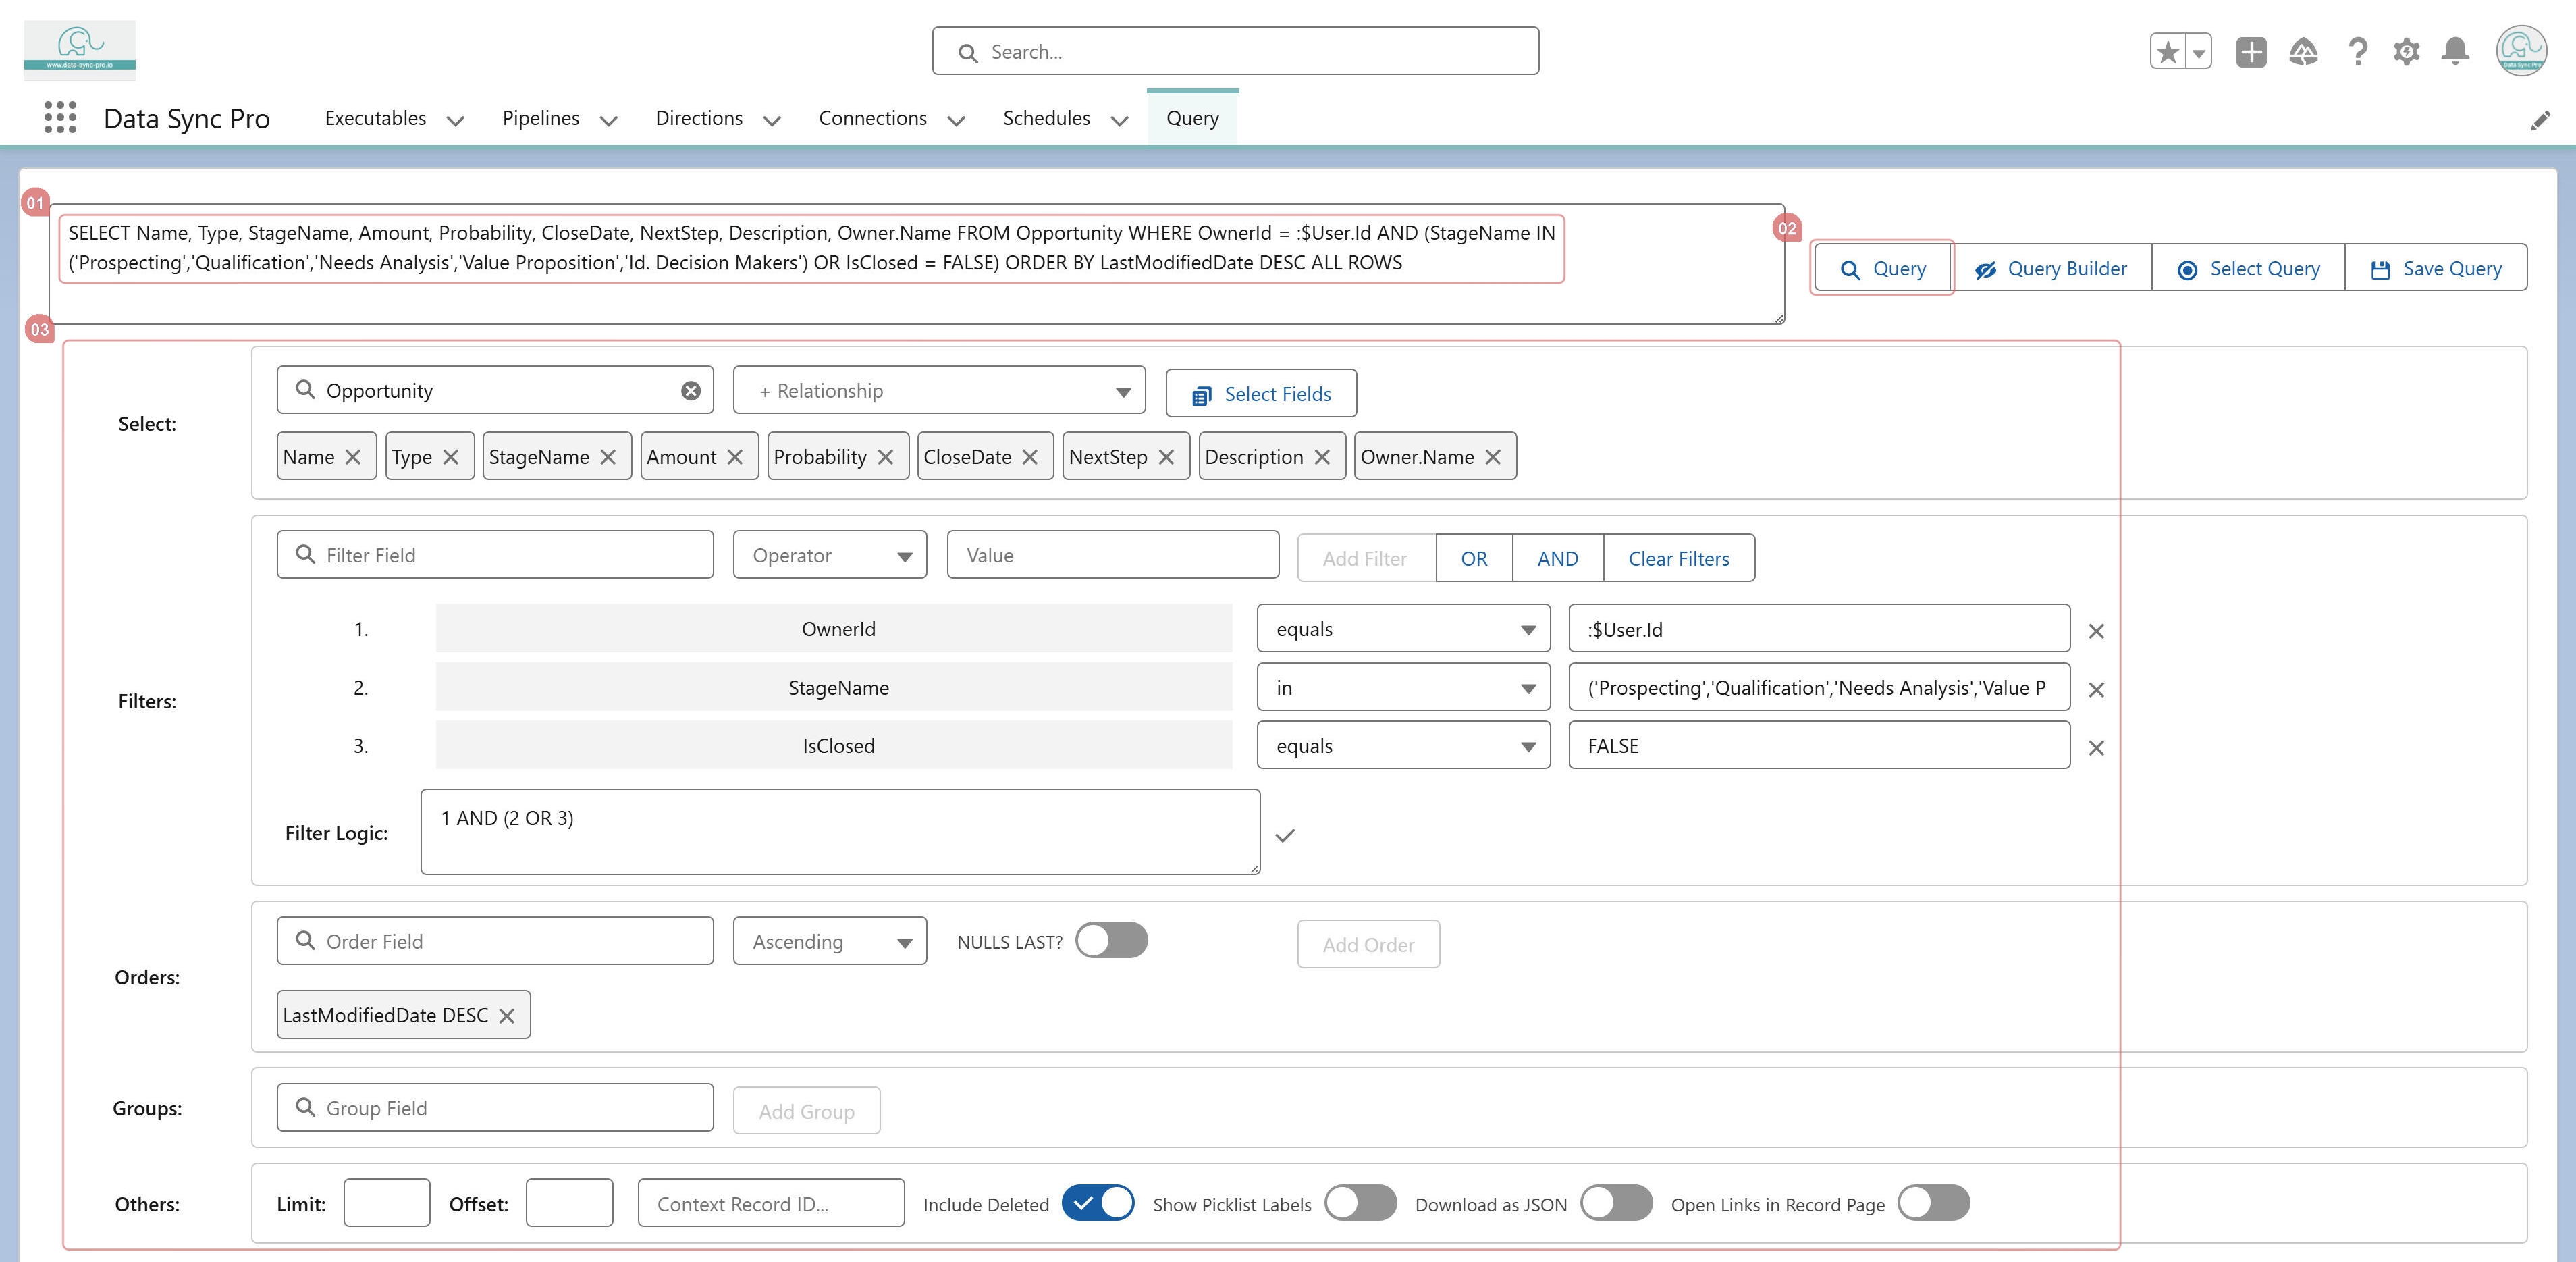 www.data-sync-pro.io
Search...
Data Sync Pro
Data Sync Pro Executables Pipelines Directions Connections Schedules Query
01
SELECT Name, Type, StageName, Amount, Probability, CloseDate, NextStep, Description, Owner.Name FROM Opportunity WHERE OwnerId = :$User.Id AND (StageName IN
('Prospecting','Qualification','Needs Analysis','Value Proposition','Id. Decision Makers') OR IsClosed = FALSE) ORDER BY LastModifiedDate DESC ALL ROWS
02
Query Query Builder Select Query Save Query
03
Select:
Opportunity + Relationship Select Fields
Name Type StageName Amount Probability CloseDate NextStep Description Owner.Name
Filters:
Filter Field Operator Value Add Filter OR AND Clear Filters
1. OwnerId equals :$User.Id
2. StageName in ('Prospecting','Qualification','Needs Analysis','Value P
3. IsClosed equals FALSE
Filter Logic: 1 AND (2 OR 3)
Orders:
Order Field Ascending NULLS LAST? Add Order
LastModifiedDate DESC
Groups: Group Field Add Group
Others: Limit: Offset: Context Record ID... Include Deleted Show Picklist Labels Download as JSON Open Links in Record Page